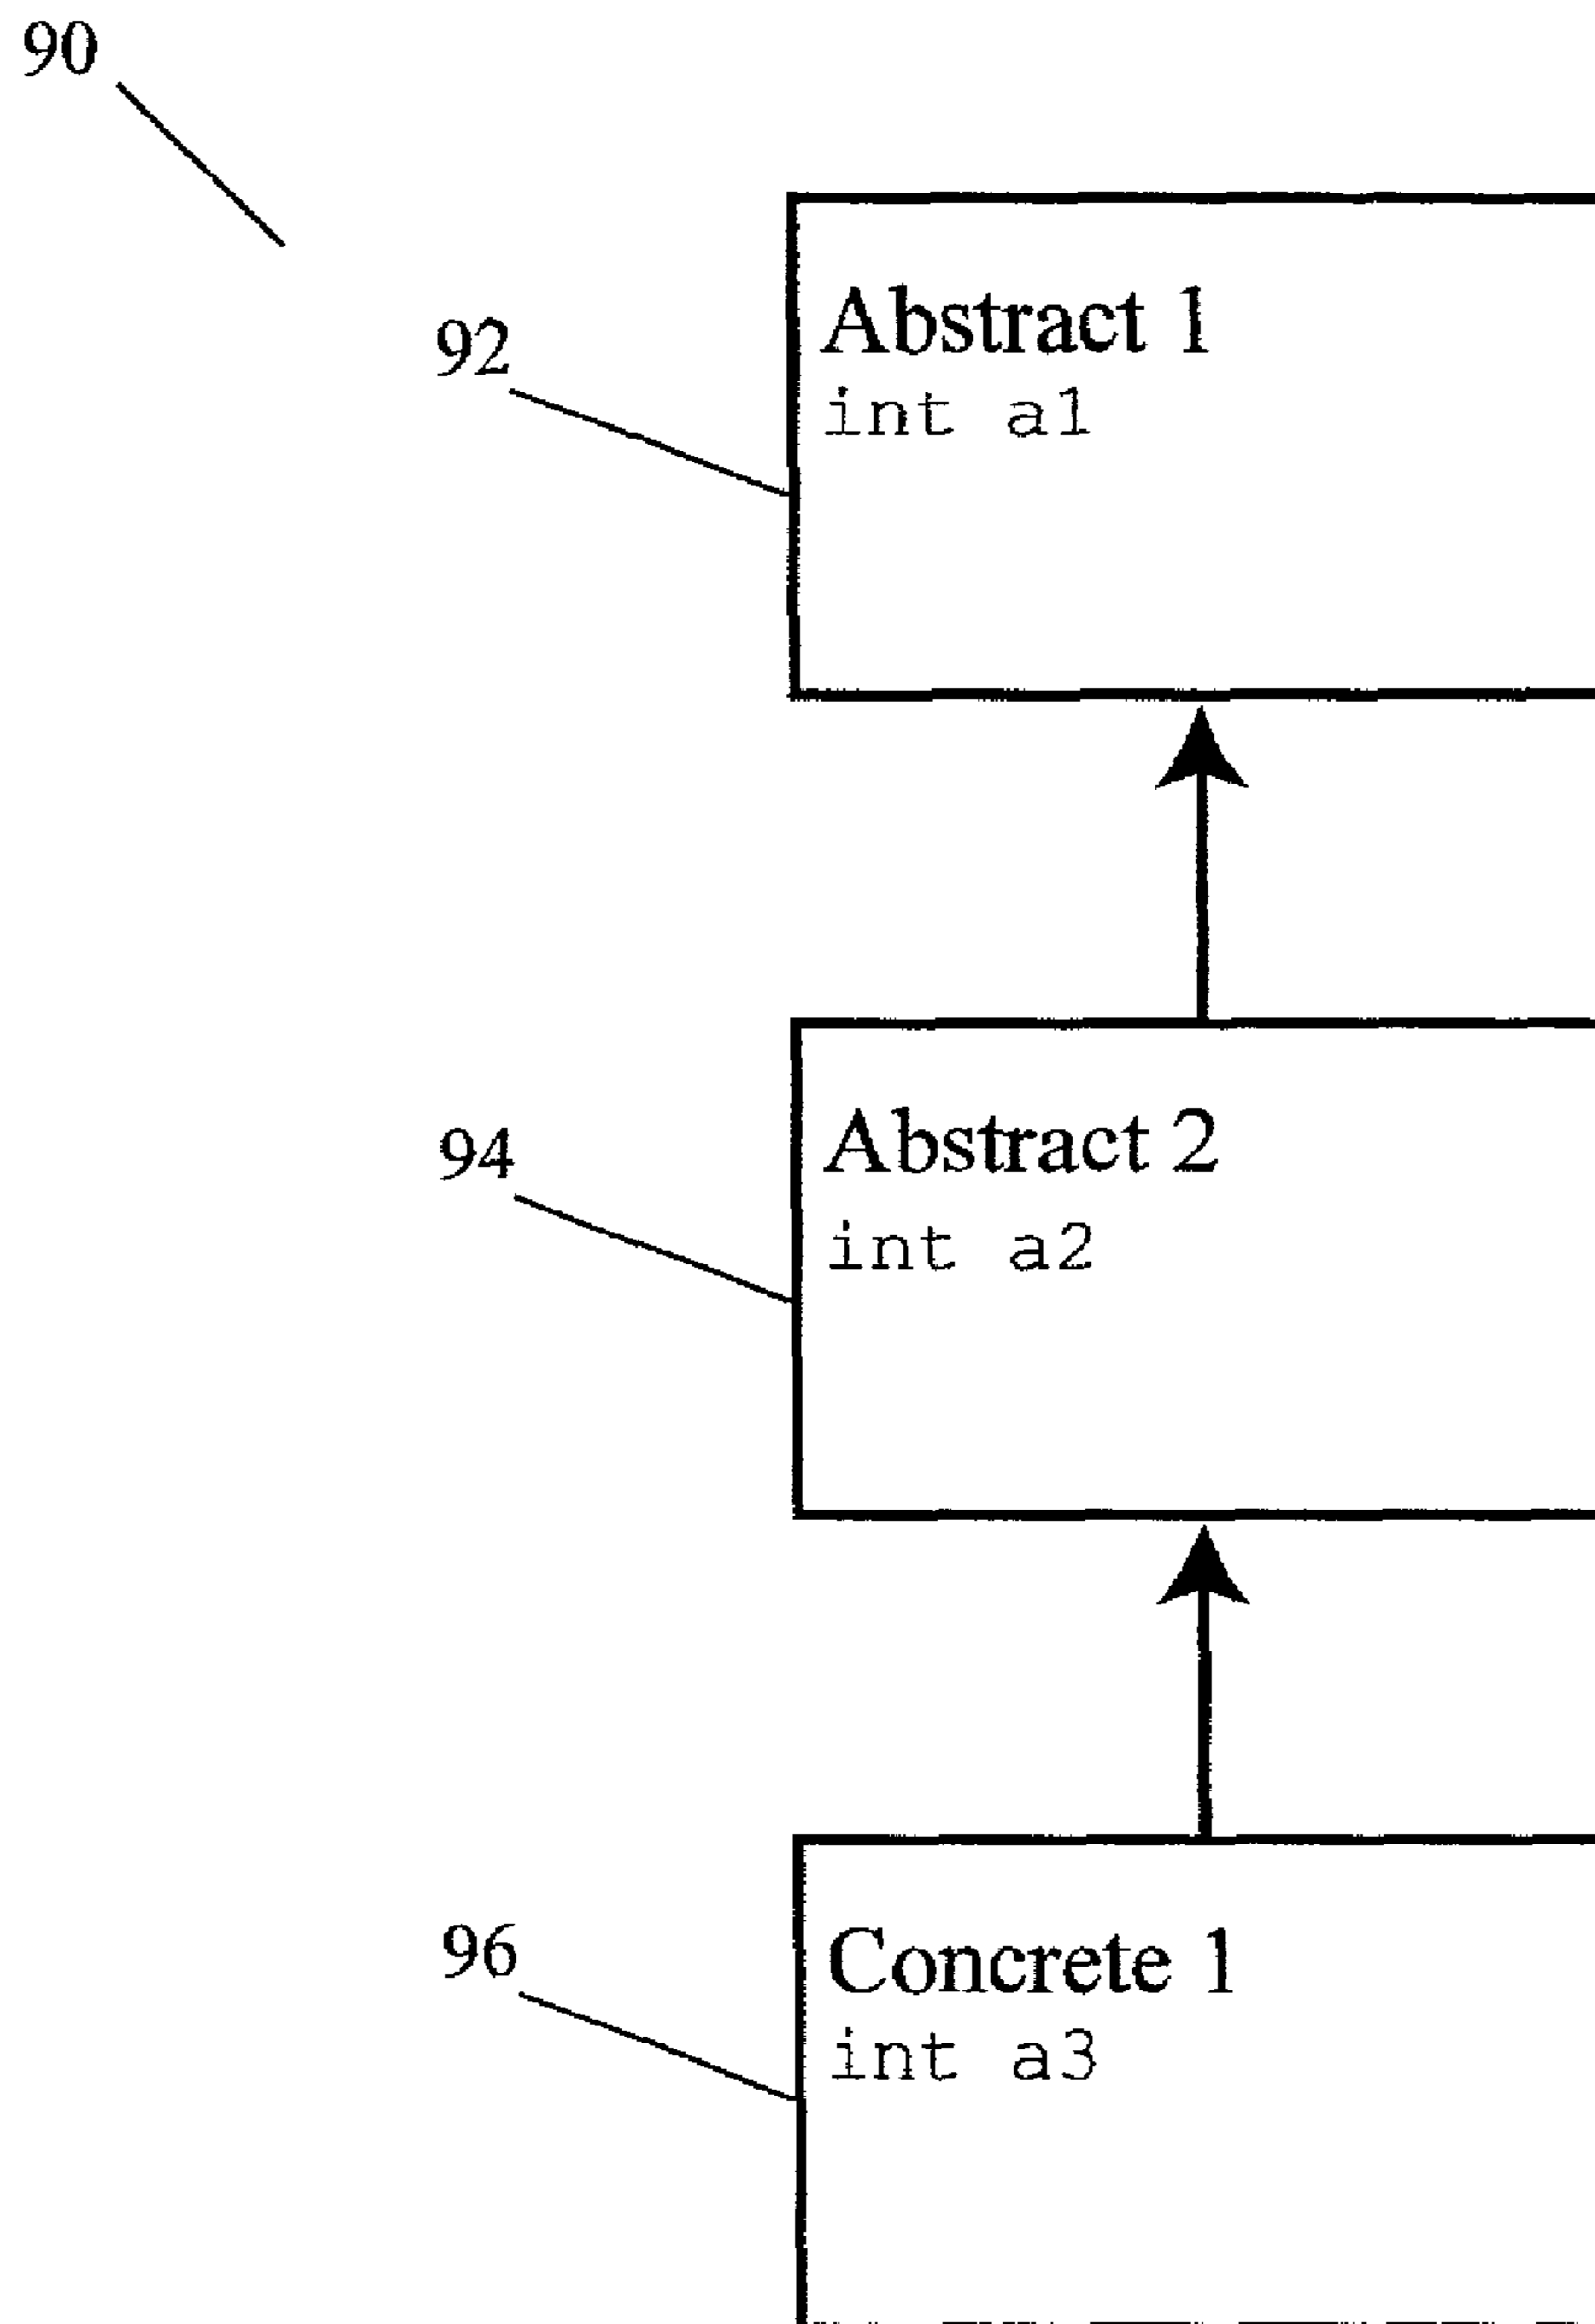 90
92
Abstract 1
int a1
94
Abstract 2
int a2
96
Concrete 1
int a3